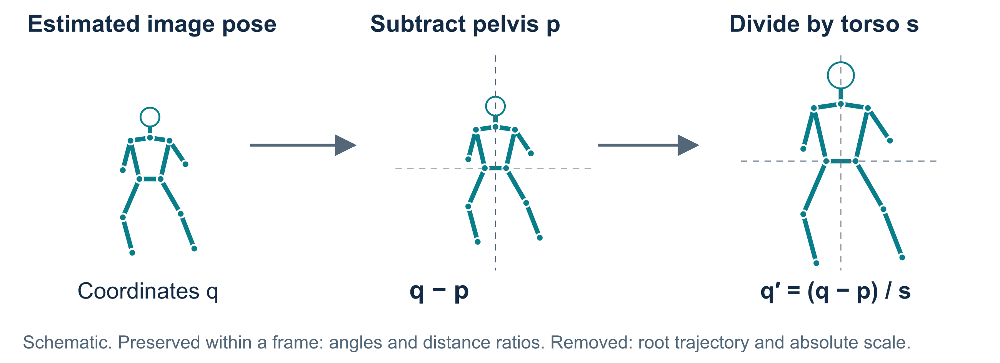 Estimated image pose
Subtract pelvis p
Divide by torso s
Coordinates q
q − p
q′ = (q − p) / s
Schematic. Preserved within a frame: angles and distance ratios. Removed: root trajectory and absolute scale.